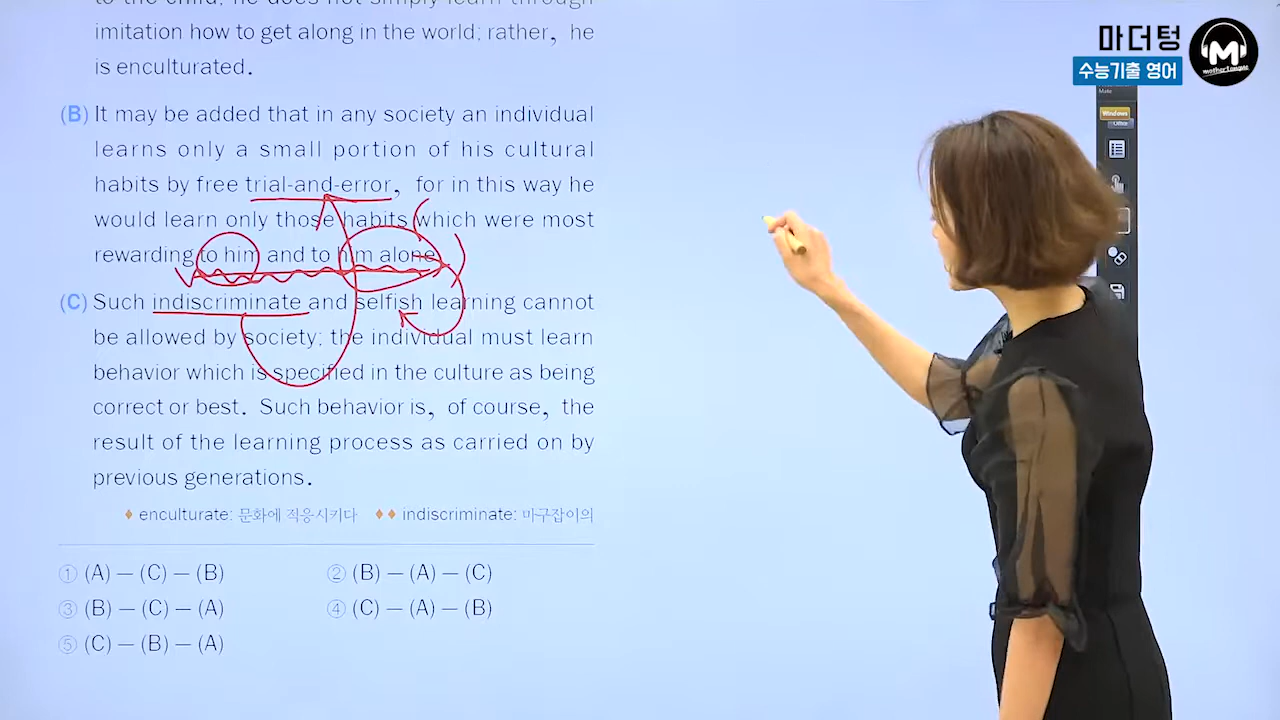 to the child, he does not simply learn through
imitation how to get along in the world; rather, he
is enculturated.
마더텅
수능기출 영어
M
mothertongue
Mate
Windows
Office
(B) It may be added that in any society an individual
learns only a small portion of his cultural
habits by free trial-and-error, for in this way he
would learn only those habits which were most
rewarding to him and to him alone.
(C) Such indiscriminate and selfish learning cannot
be allowed by society; the individual must learn
behavior which is specified in the culture as being
correct or best. Such behavior is, of course, the
result of the learning process as carried on by
previous generations.
♦ enculturate: 문화에 적응시키다 ♦♦ indiscriminate: 마구잡이의
① (A) – (C) – (B) ② (B) – (A) – (C)
③ (B) – (C) – (A) ④ (C) – (A) – (B)
⑤ (C) – (B) – (A)